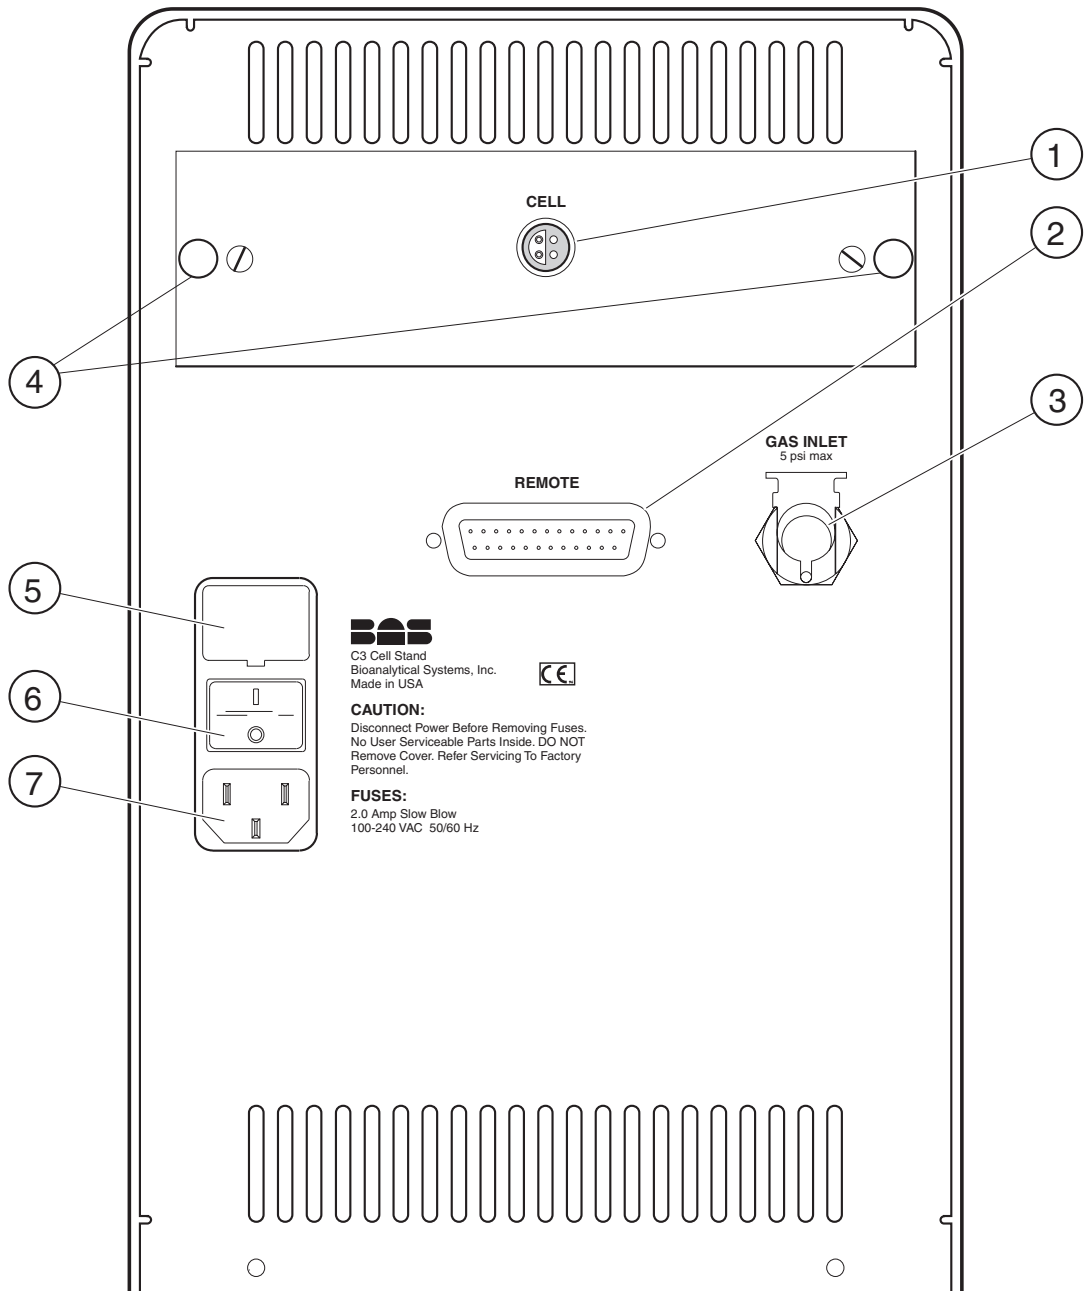 1
CELL
2
4
3
GAS INLET
5 psi max
REMOTE
5
BAS
C3 Cell Stand
Bioanalytical Systems, Inc.
Made in USA
CE
6
CAUTION:
Disconnect Power Before Removing Fuses.
No User Serviceable Parts Inside. DO NOT
Remove Cover. Refer Servicing To Factory
Personnel.
7
FUSES:
2.0 Amp Slow Blow
100-240 VAC 50/60 Hz